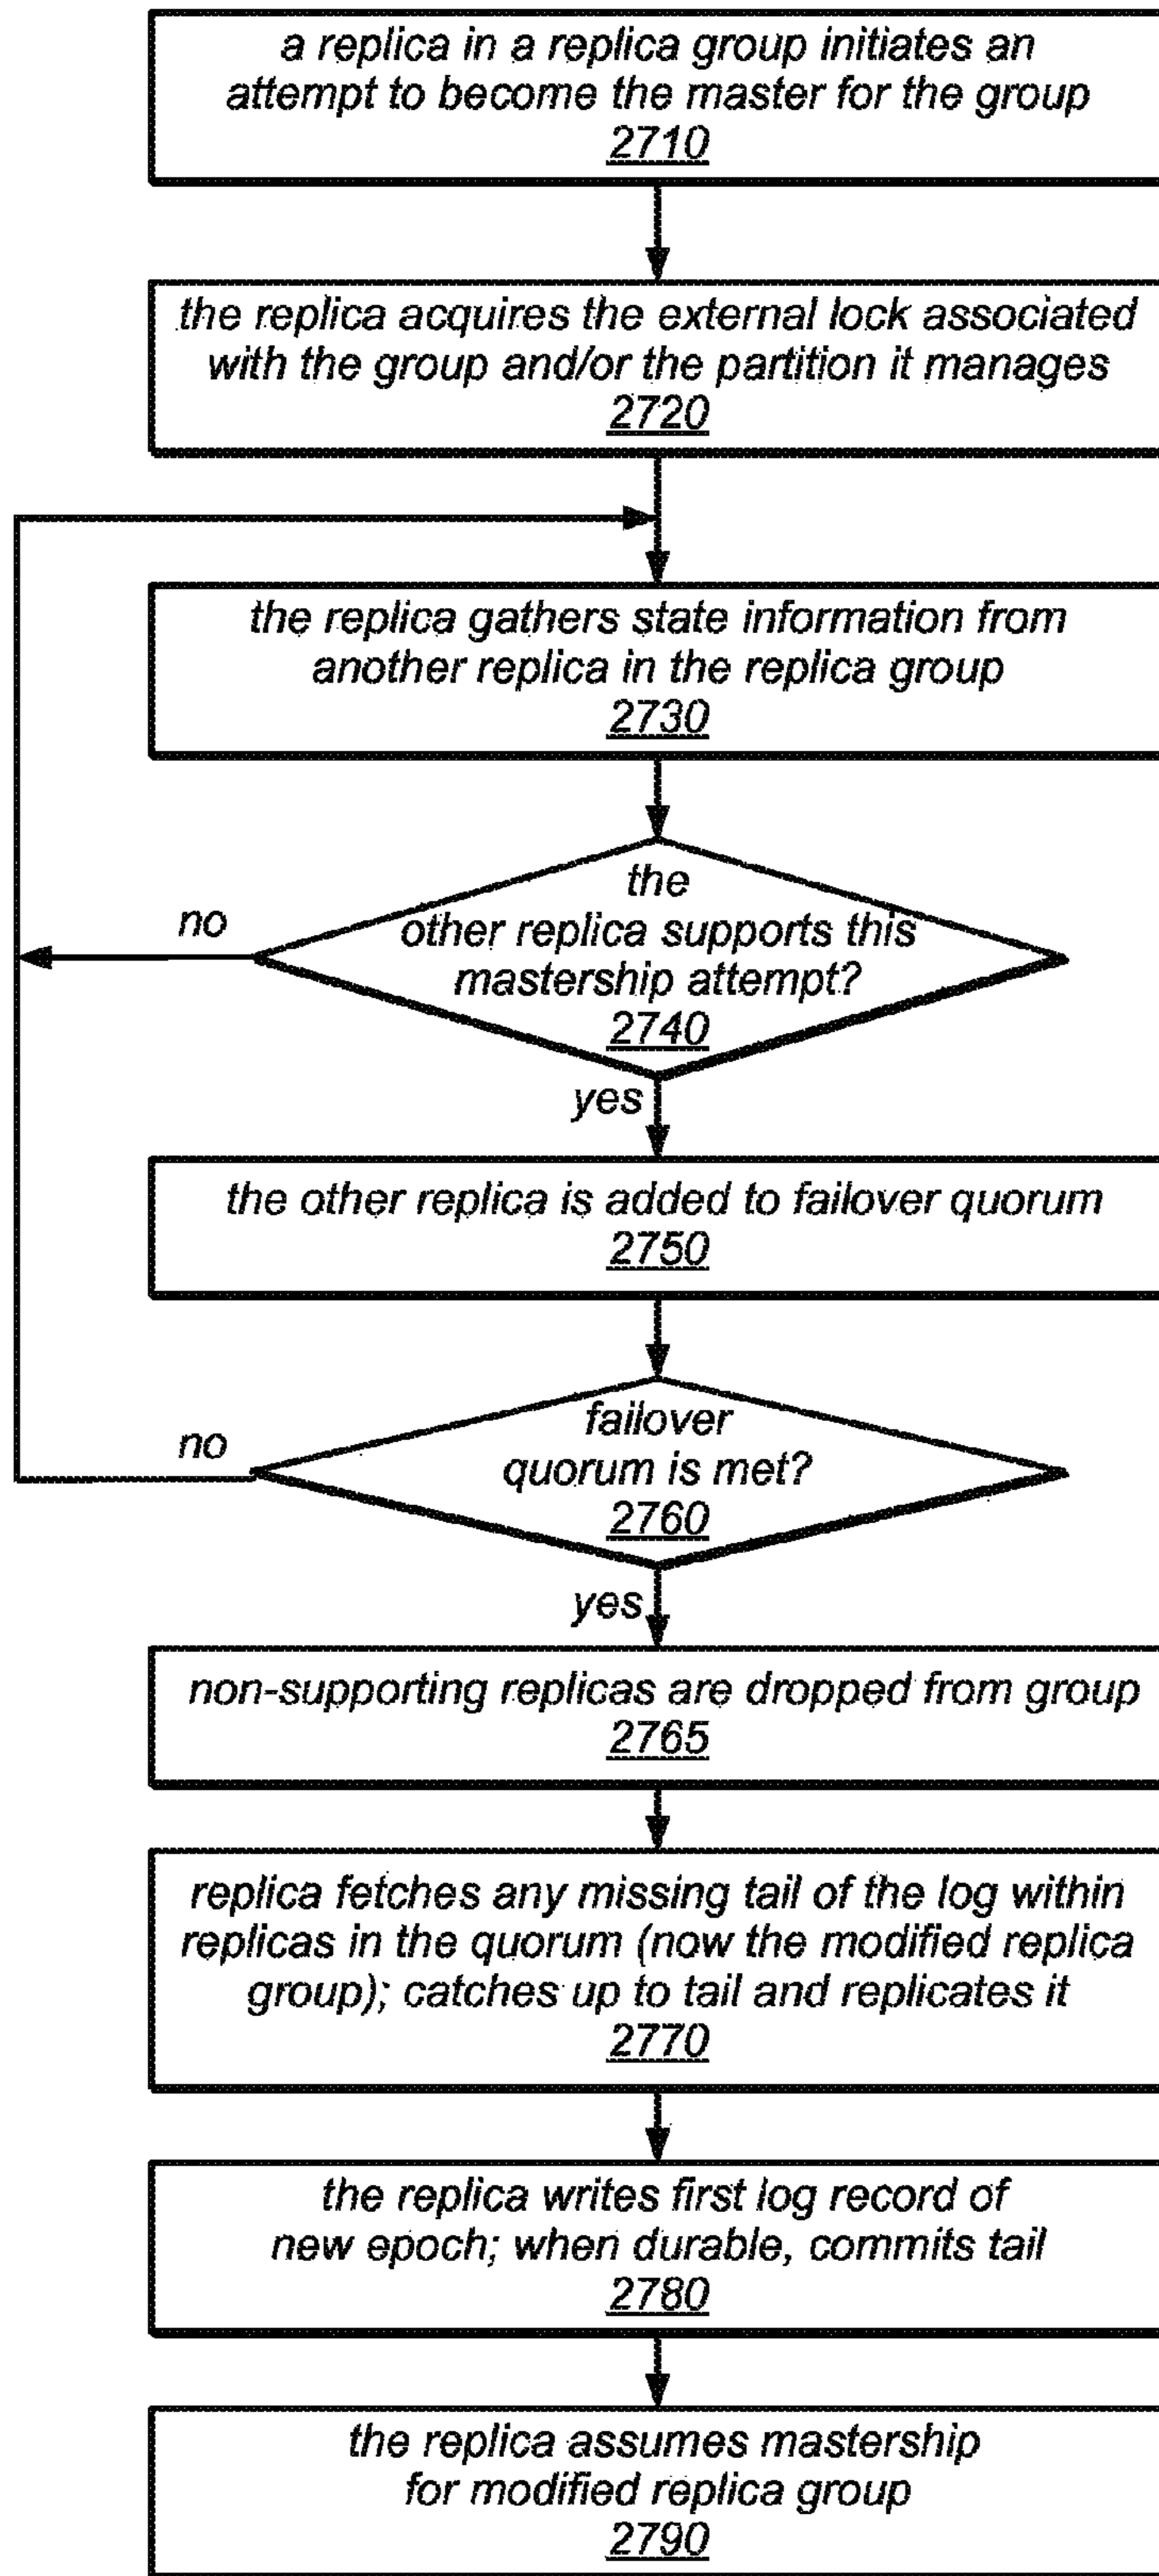 a replica in a replica group initiates an
attempt to become the master for the group
2710
the replica acquires the external lock associated
with the group and/or the partition it manages
2720
the replica gathers state information from
another replica in the replica group
2730
no
the
other replica supports this
mastership attempt?
2740
yes
the other replica is added to failover quorum
2750
no
failover
quorum is met?
2760
yes
non-supporting replicas are dropped from group
2765
replica fetches any missing tail of the log within
replicas in the quorum (now the modified replica
group); catches up to tail and replicates it
2770
the replica writes first log record of
new epoch; when durable, commits tail
2780
the replica assumes mastership
for modified replica group
2790